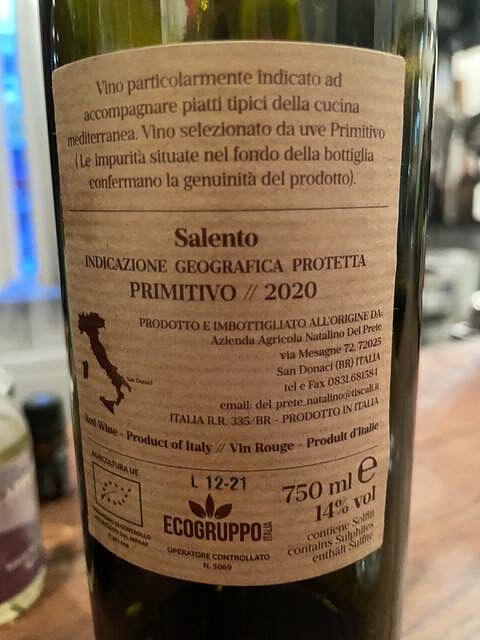 Vino particolarmente indicato ad
accompagnare piatti tipici della cucina
mediterranea. Vino selezionato da uve Primitivo
(Le Impurità situate nel fondo della bottiglia
confermano la genuinità del prodotto).
Salento
INDICAZIONE GEOGRAFICA PROTETTA
PRIMITIVO // 2020
PRODOTTO E IMBOTTIGLIATO ALL'ORIGINE DA:
Azienda Agricola Natalino Del Prete
via Mesagne 72, 72025
San Donaci (BR) ITALIA
tel e Fax 0831.681584
email: del_prete_natalino@tiscali.it
ITALIA R.R. 335/BR - PRODOTTO IN ITALIA
San Donaci
Red Wine - Product of Italy // Vin Rouge - Produit d'Italie
AGRICOLTURA UE
L 12-21
ECOGRUPPO
ITALIA
OPERATORE CONTROLLATO
N. 5069
750 ml e
14% vol
contiene Solfiti
contains Sulphites
enthält Sulfite